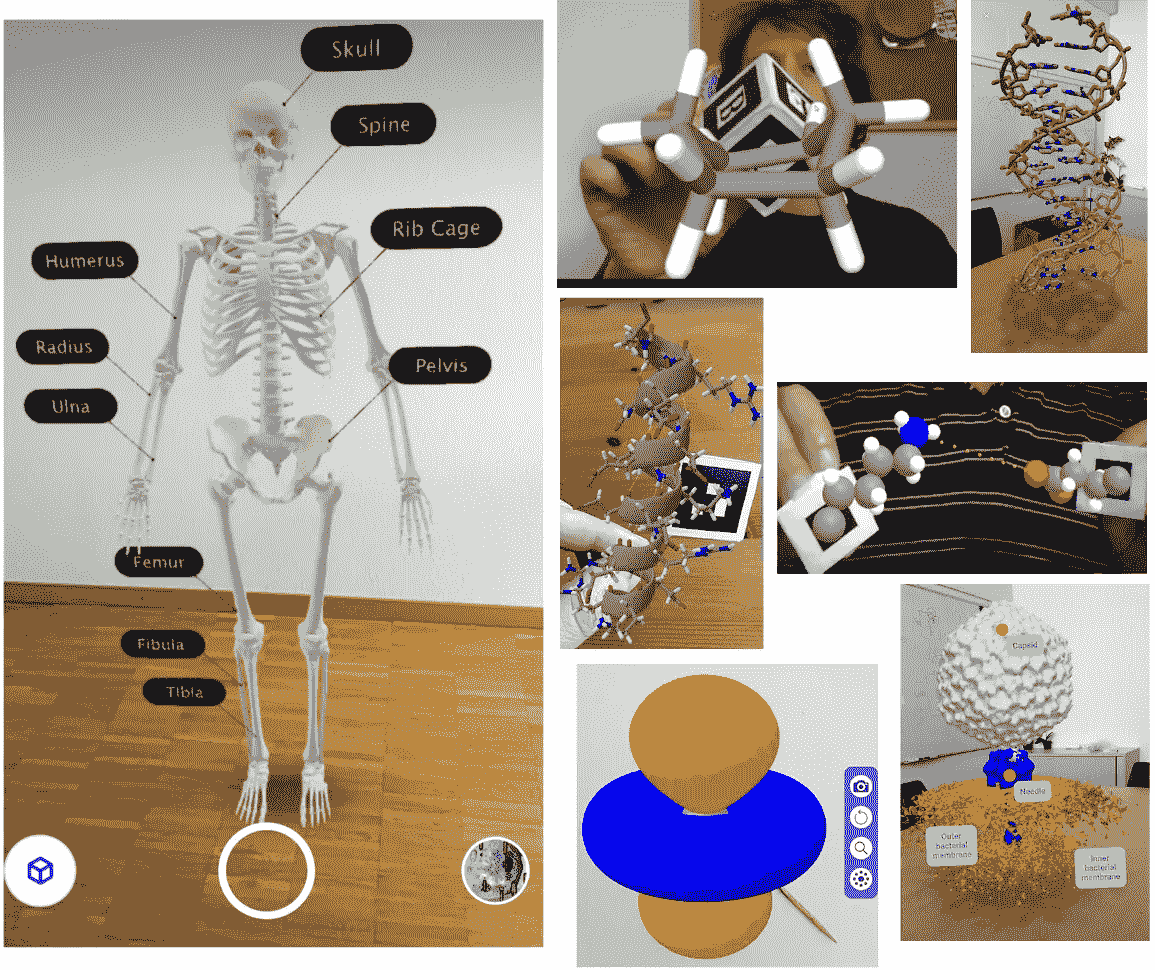 Skull
Spine
Rib Cage
Humerus
Radius
Pelvis
Ulna
Femur
Fibula
Tibia
B
Capsid
Needle
Outer
bacterial
membrane
Inner
bacterial
membrane